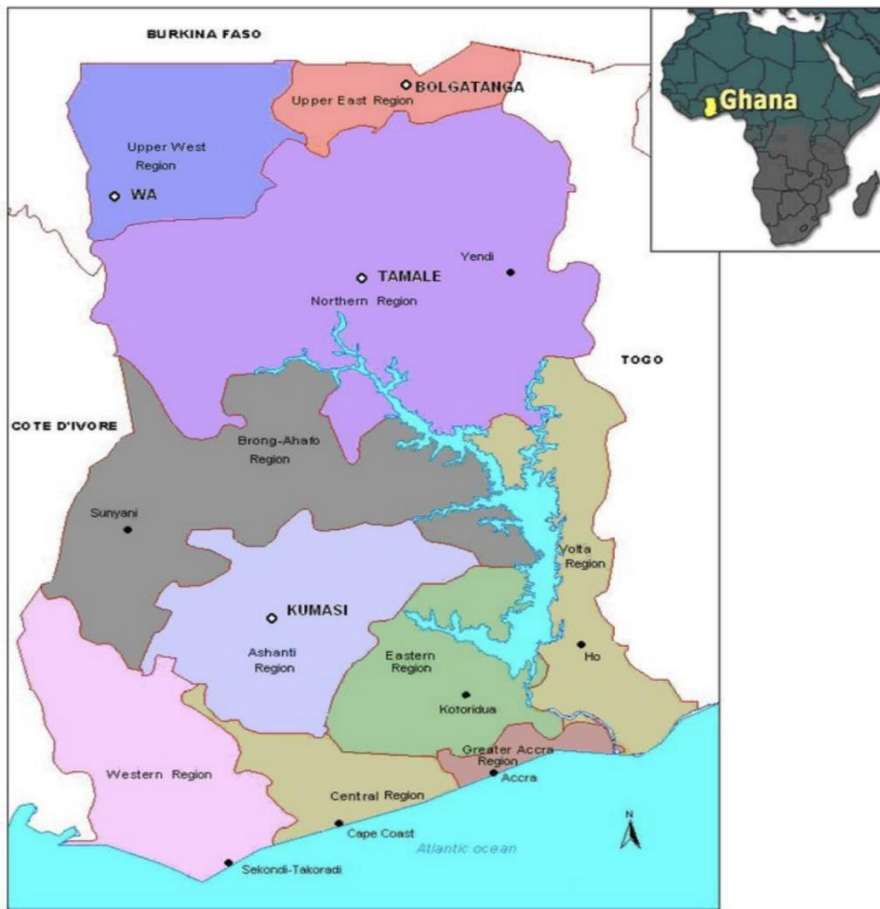 BURKINA FASO
Ghana
BOLGATANGA
Upper East Region
Upper West
Region
WA
Yendi
TAMALE
Northern Region
TOGO
COTE D'IVORE
Brong-Ahafo
Region
Sunyani
Volta
Region
KUMASI
Ashanti
Region
Eastern
Region
Ho
Kotoridua
Greater Accra
Region
Accra
Western Region
Central Region
Cape Coast
N
Atlantic ocean
Sekondi-Takoradi